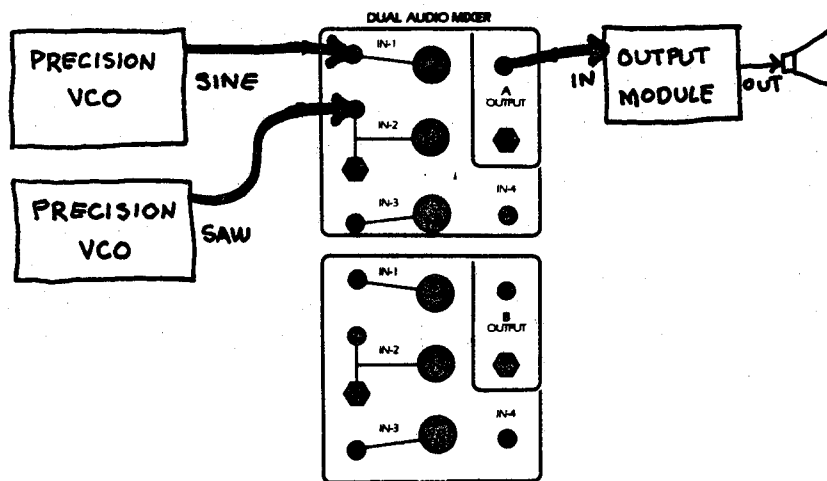 DUAL AUDIO MIXER
PRECISION
VCO
SINE
IN-1
A
OUTPUT
IN
OUTPUT
MODULE
OUT
IN-2
PRECISION
VCO
SAW
IN-3
IN-4
IN-1
B
OUTPUT
IN-2
IN-3
IN-4